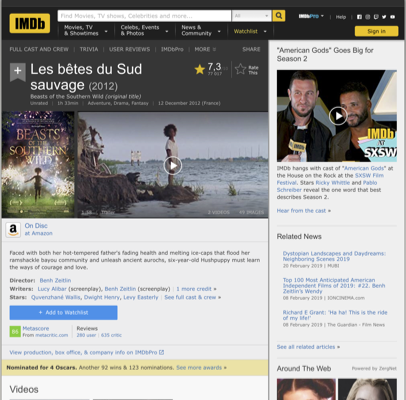 IMDb
Find Movies, TV shows, Celebrities and more...
All
IMDbPro
Help
Movies, TV & Showtimes
Celebs, Events & Photos
News & Community
Watchlist
Sign in
FULL CAST AND CREW | TRIVIA | USER REVIEWS | IMDbPro | MORE
SHARE
Les bêtes du Sud sauvage (2012)
7,3
Rate This
Beasts of the Southern Wild (original title)
Unrated | 1h 33min | Adventure, Drama, Fantasy | 12 December 2012 (France)
BEASTS
OF THE
SOUTHERN
WILD
Trailer
On Disc
at Amazon
Faced with both her hot-tempered father's fading health and melting ice-caps that flood her
ramshackle bayou community and unleash ancient aurochs, six-year-old Hushpuppy must learn
the ways of courage and love.
Director: Benh Zeitlin
Writers: Lucy Alibar (screenplay), Benh Zeitlin (screenplay) | 1 more credit »
Stars: Quvenzhané Wallis, Dwight Henry, Levy Easterly | See full cast & crew »
+ Add to Watchlist
Metascore
From metacritic.com
Reviews
280 user | 435 critic
View production, box office, & company info on IMDbPro
Nominated for 4 Oscars. Another 92 wins & 123 nominations. See more awards »
Videos
"American Gods" Goes Big for
Season 2
IMDb
at SXSW
IMDb hangs with cast of "American Gods" at
the House on the Rock at the SXSW Film
Festival. Stars Ricky Whittle and Pablo
Schreiber reveal the one word that best
describes Season 2.
Hear from the cast »
Related News
Dystopian Landscapes and Daydreams:
Neighboring Scenes 2019
20 February 2019 | MUBI
Top 100 Most Anticipated American
Independent Films of 2019: #22. Benh
Zeitlin's Wendy
08 February 2019 | IONCINEMA.com
Richard E Grant: 'Ha ha! This is the ride
of my life!'
08 February 2019 | The Guardian - Film News
See all related articles »
Around The Web
Powered by ZergNet